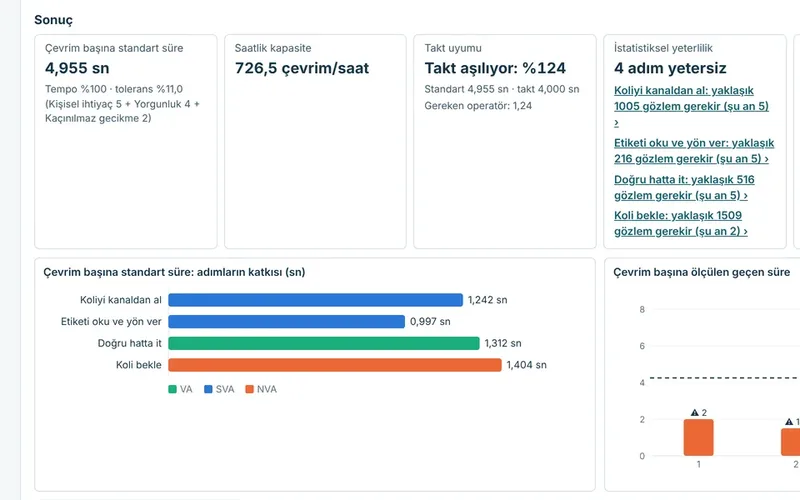 Sonuç
Çevrim başına standart süre
4,955 sn
Tempo %100 · tolerans %11,0
(Kişisel ihtiyaç 5 + Yorgunluk 4 +
Kaçınılmaz gecikme 2)
Saatlik kapasite
726,5 çevrim/saat
Takt uyumu
Takt aşılıyor: %124
Standart 4,955 sn · takt 4,000 sn
Gereken operatör: 1,24
İstatistiksel yeterlilik
4 adım yetersiz
Koliyi kanaldan al: yaklaşık
1005 gözlem gerekir (şu an 5)
›
Etiketi oku ve yön ver: yaklaşık
216 gözlem gerekir (şu an 5) ›
Doğru hatta it: yaklaşık 516
gözlem gerekir (şu an 5) ›
Koli bekle: yaklaşık 1509
gözlem gerekir (şu an 2) ›
Çevrim başına standart süre: adımların katkısı (sn)
Koliyi kanaldan al 1,242 sn
Etiketi oku ve yön ver 0,997 sn
Doğru hatta it 1,312 sn
Koli bekle 1,404 sn
VA SVA NVA
Çevrim başına ölçülen geçen süre
8
6
4
2
0
⚠ 2
⚠ 1
1 2